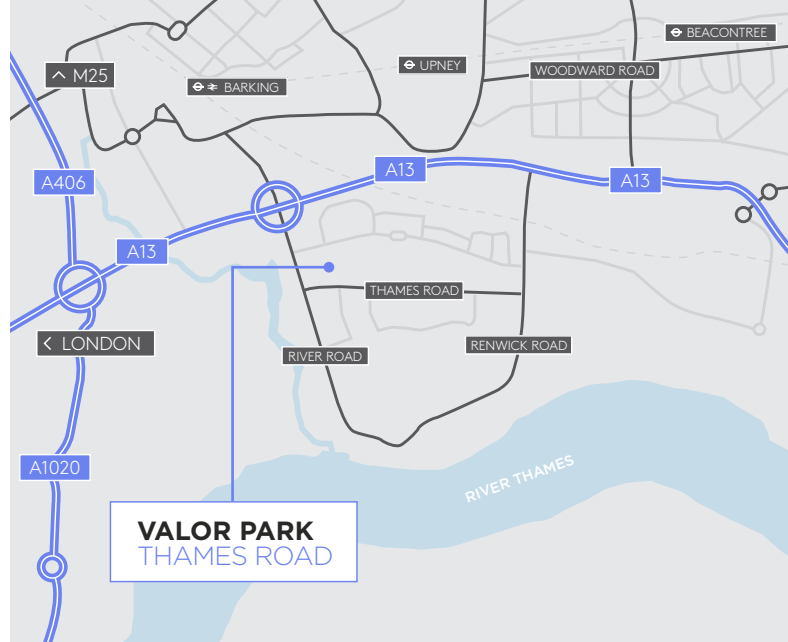 BEACONTREE
UPNEY
WOODWARD ROAD
M25
BARKING
A13
A13
A406
A13
THAMES ROAD
LONDON
RIVER ROAD
RENWICK ROAD
A1020
RIVER THAMES
VALOR PARK
THAMES ROAD